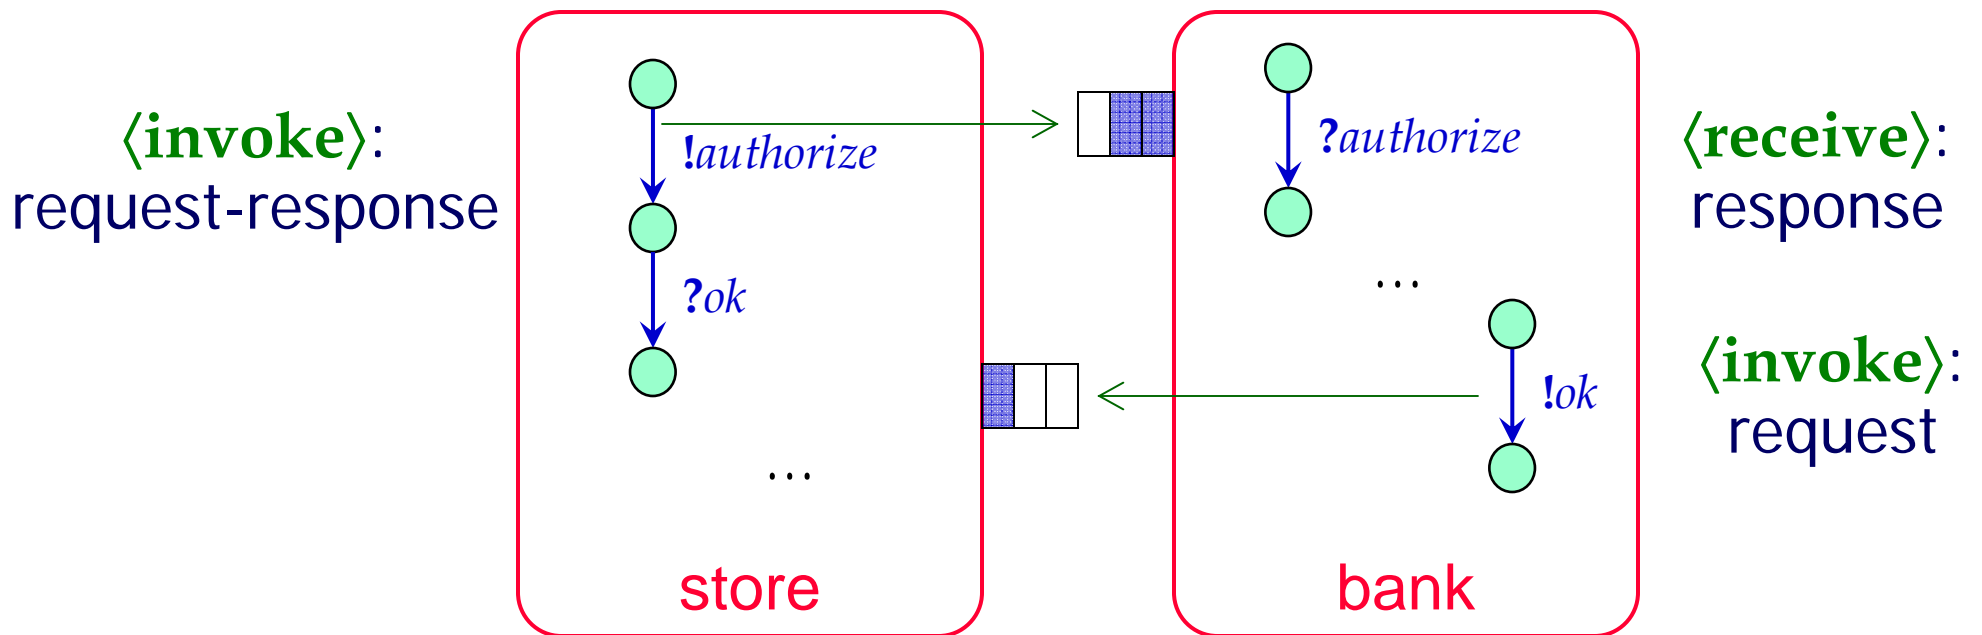 ⟨invoke⟩:
request-response
!authorize
?ok
...
store
?authorize
...
!ok
bank
⟨receive⟩:
response
⟨invoke⟩:
request